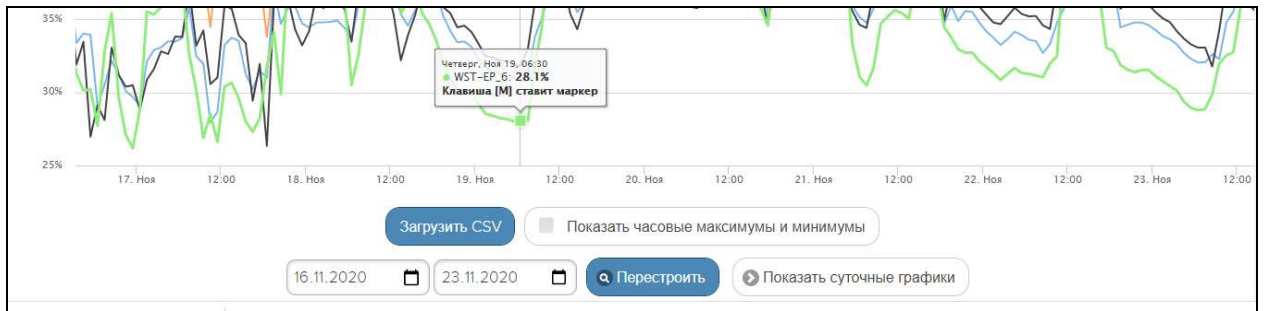 35%
Четверг, Ноя 19, 06:30
WST-EP_6: 28.1%
Клавиша [M] ставит маркер
30%
25%
17. Ноя 12:00 18. Ноя 12:00 19. Ноя 12:00 20. Ноя 12:00 21. Ноя 12:00 22. Ноя 12:00 23. Ноя 12:00
Загрузить CSV Показать часовые максимумы и минимумы
16.11.2020 23.11.2020 Перестроить Показать суточные графики